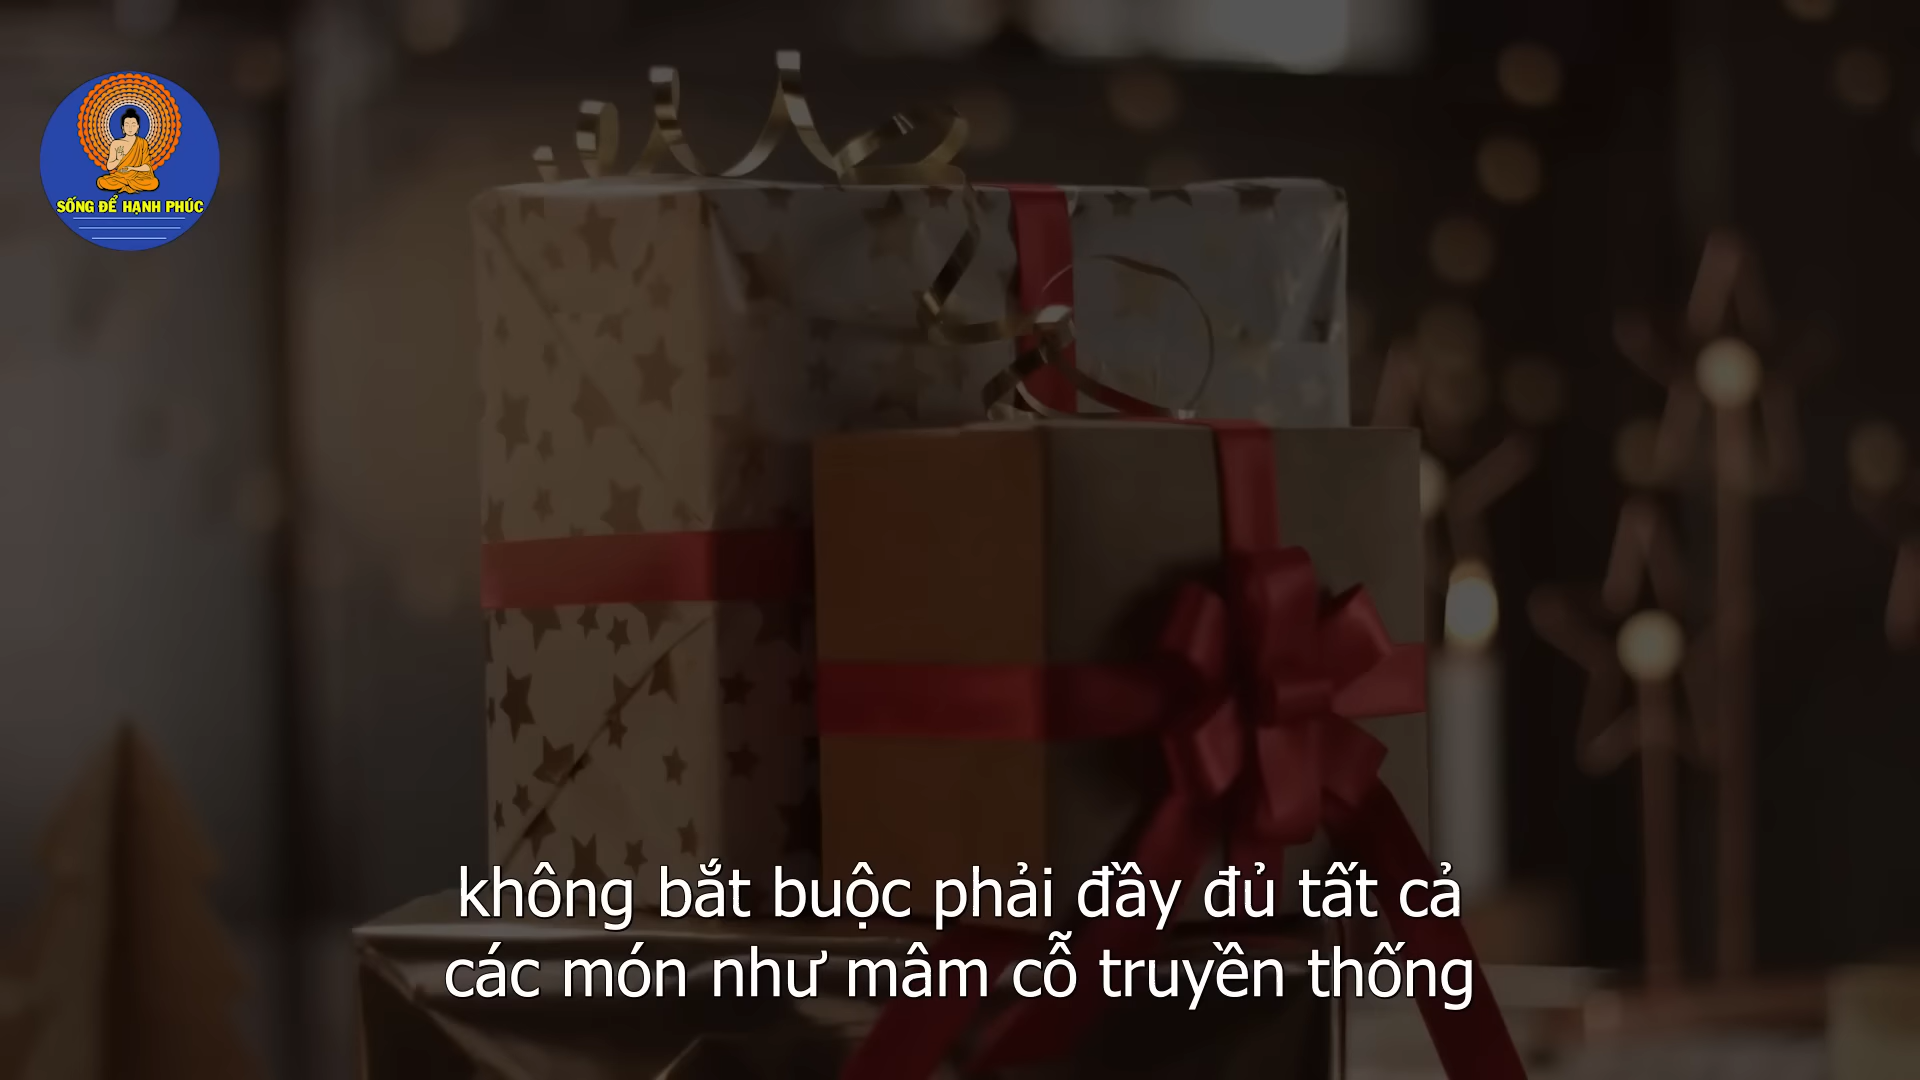 SỐNG ĐỂ HẠNH PHÚC
không bắt buộc phải đầy đủ tất cả
các món như mâm cỗ truyền thống